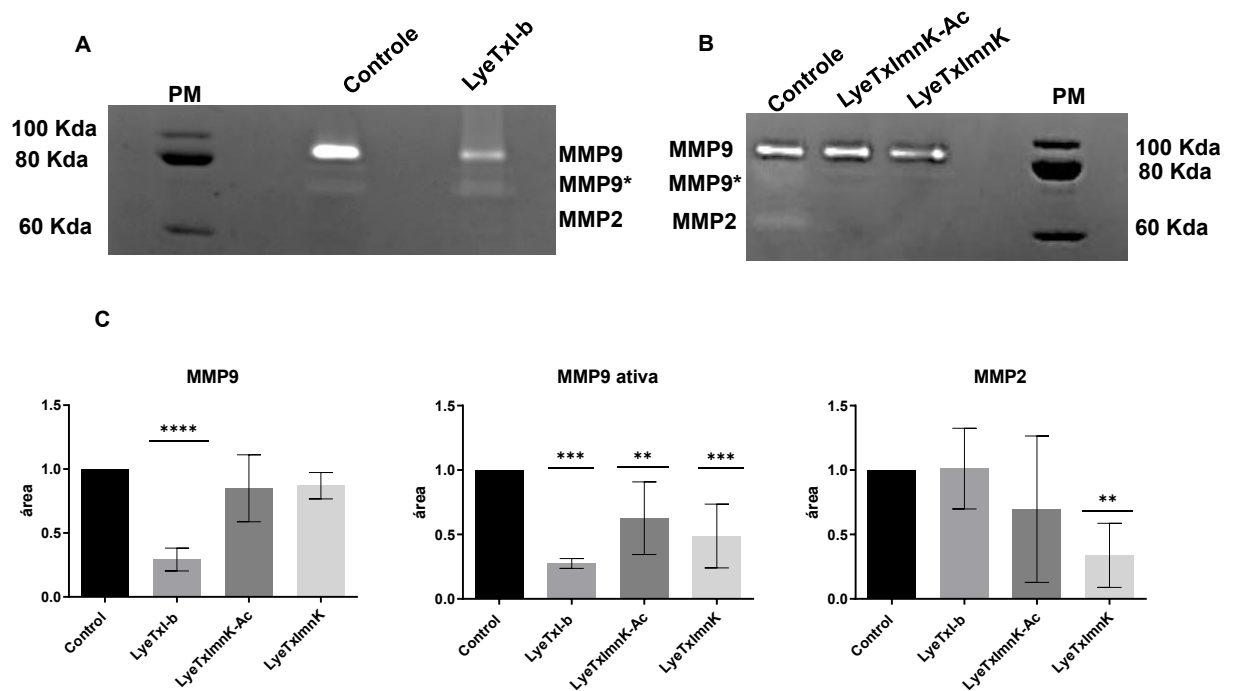 A
Controle
LyeTxI-b
PM
100 Kda
80 Kda
60 Kda
MMP9
MMP9*
MMP2
B
Controle
LyeTxImnK-Ac
LyeTxImnK
PM
MMP9
MMP9*
MMP2
100 Kda
80 Kda
60 Kda
C
MMP9
área
1.5
1.0
0.5
0.0
****
Control
LyeTxI-b
LyeTxImnK-Ac
LyeTxImnK
MMP9 ativa
área
1.5
1.0
0.5
0.0
***
**
***
Control
LyeTxI-b
LyeTxImnK-Ac
LyeTxImnK
MMP2
área
1.5
1.0
0.5
0.0
**
Control
LyeTxI-b
LyeTxImnK-Ac
LyeTxImnK